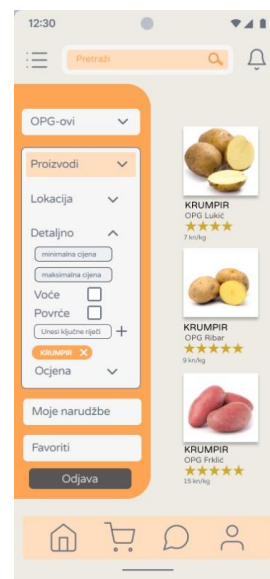 12:30
Pretraži
OPG-ovi
Proizvodi
Lokacija
Detaljno
minimalna cijena
maksimalna cijena
Voće
Povrće
Unesi ključne riječi
KRUMPIR X
Ocjena
Moje narudžbe
Favoriti
Odjava
KRUMPIR
OPG Lukić
7 kn/kg
KRUMPIR
OPG Ribar
9 kn/kg
KRUMPIR
OPG Frklić
15 kn/kg